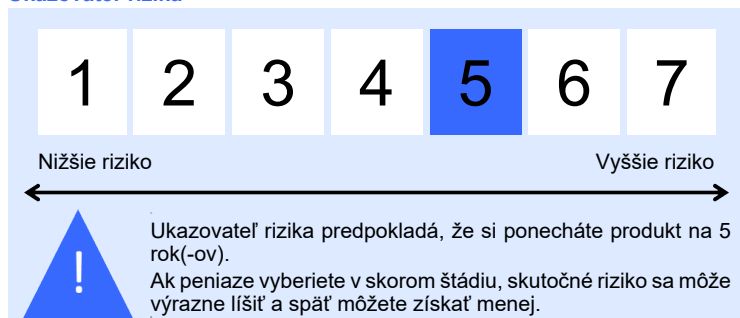 1 2 3 4 5 6 7
Nižšie riziko Vyššie riziko
!
Ukazovateľ rizika predpokladá, že si ponecháte produkt na 5
rok(-ov).
Ak peniaze vyberiete v skorom štádiu, skutočné riziko sa môže
výrazne líšiť a späť môžete získať menej.